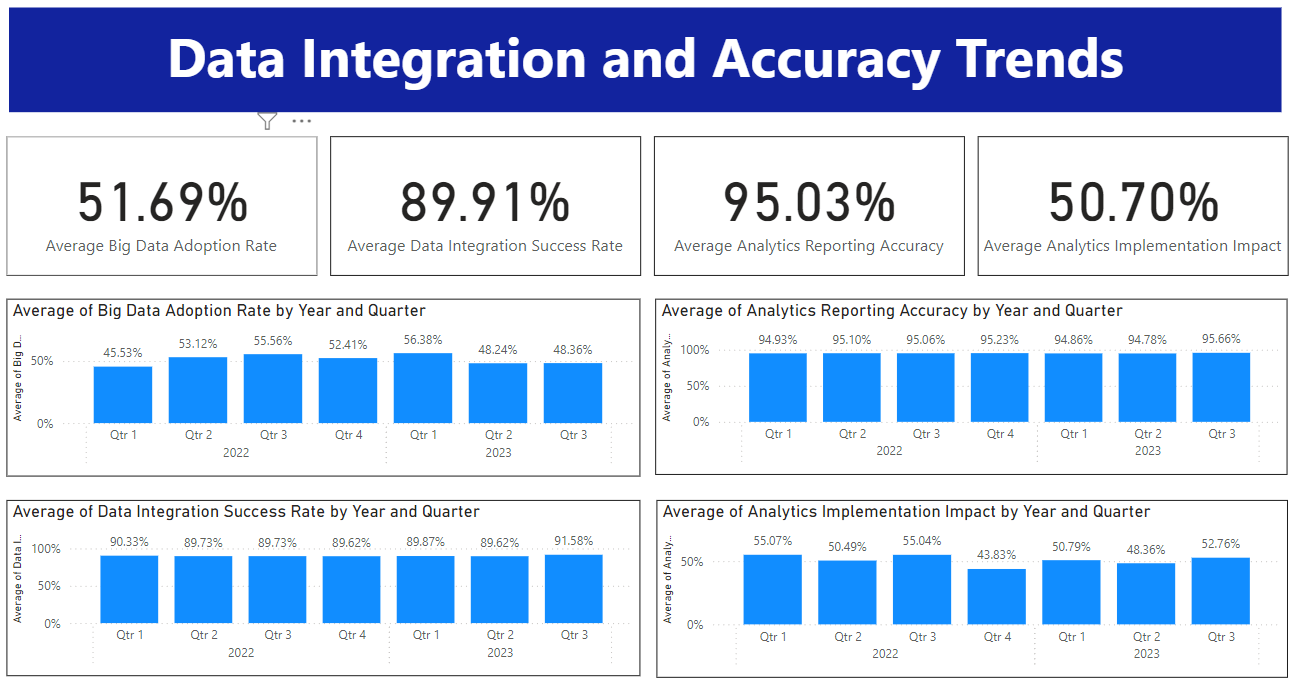 Data Integration and Accuracy Trends
51.69%
Average Big Data Adoption Rate
89.91%
Average Data Integration Success Rate
95.03%
Average Analytics Reporting Accuracy
50.70%
Average Analytics Implementation Impact
Average of Big Data Adoption Rate by Year and Quarter
Average of Big D...
50%
0%
45.53% 53.12% 55.56% 52.41% 56.38% 48.24% 48.36%
Qtr 1 Qtr 2 Qtr 3 Qtr 4 Qtr 1 Qtr 2 Qtr 3
2022 2023
Average of Analytics Reporting Accuracy by Year and Quarter
Average of Analy...
100%
50%
0%
94.93% 95.10% 95.06% 95.23% 94.86% 94.78% 95.66%
Qtr 1 Qtr 2 Qtr 3 Qtr 4 Qtr 1 Qtr 2 Qtr 3
2022 2023
Average of Data Integration Success Rate by Year and Quarter
Average of Data I...
100%
50%
0%
90.33% 89.73% 89.73% 89.62% 89.87% 89.62% 91.58%
Qtr 1 Qtr 2 Qtr 3 Qtr 4 Qtr 1 Qtr 2 Qtr 3
2022 2023
Average of Analytics Implementation Impact by Year and Quarter
Average of Analy...
50%
0%
55.07% 50.49% 55.04% 43.83% 50.79% 48.36% 52.76%
Qtr 1 Qtr 2 Qtr 3 Qtr 4 Qtr 1 Qtr 2 Qtr 3
2022 2023